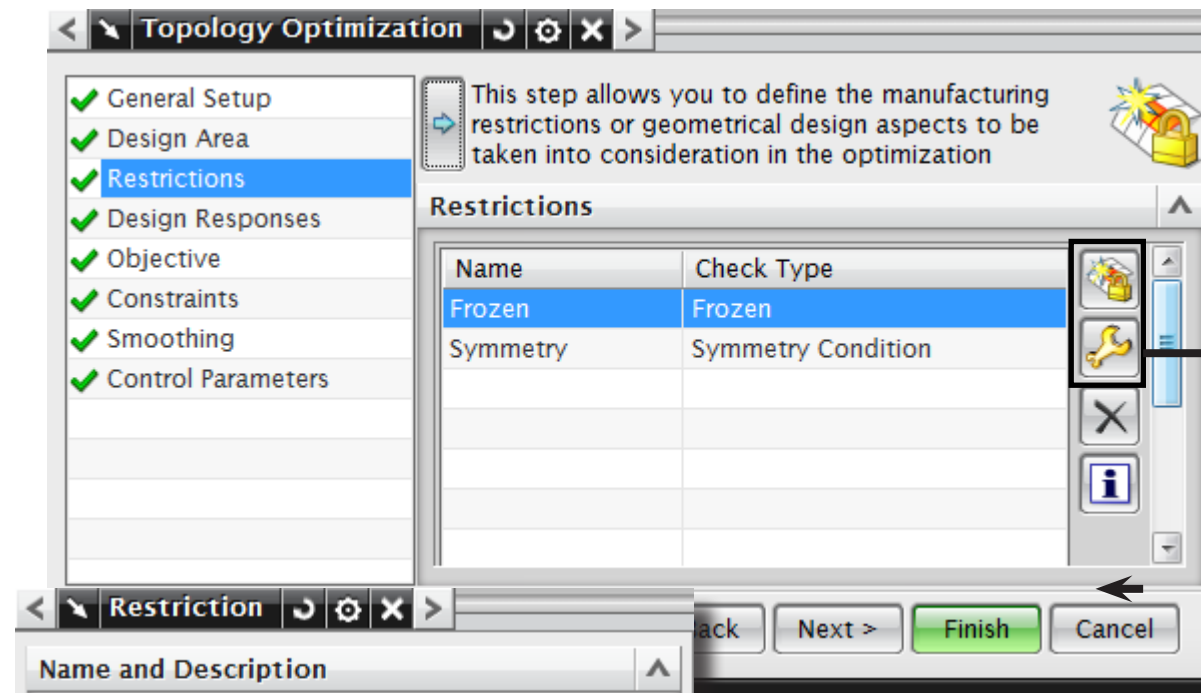 Topology Optimization
General Setup
Design Area
Restrictions
Design Responses
Objective
Constraints
Smoothing
Control Parameters
This step allows you to define the manufacturing
restrictions or geometrical design aspects to be
taken into consideration in the optimization
Restrictions
Name Check Type
Frozen Frozen
Symmetry Symmetry Condition
Next > Finish Cancel
Restriction
Name and Description